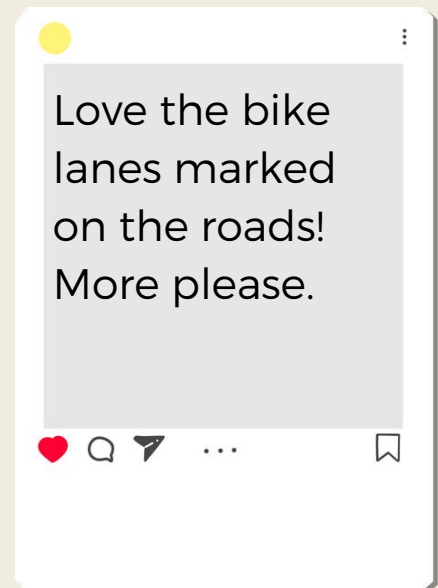 Love the bike
lanes marked
on the roads!
More please.